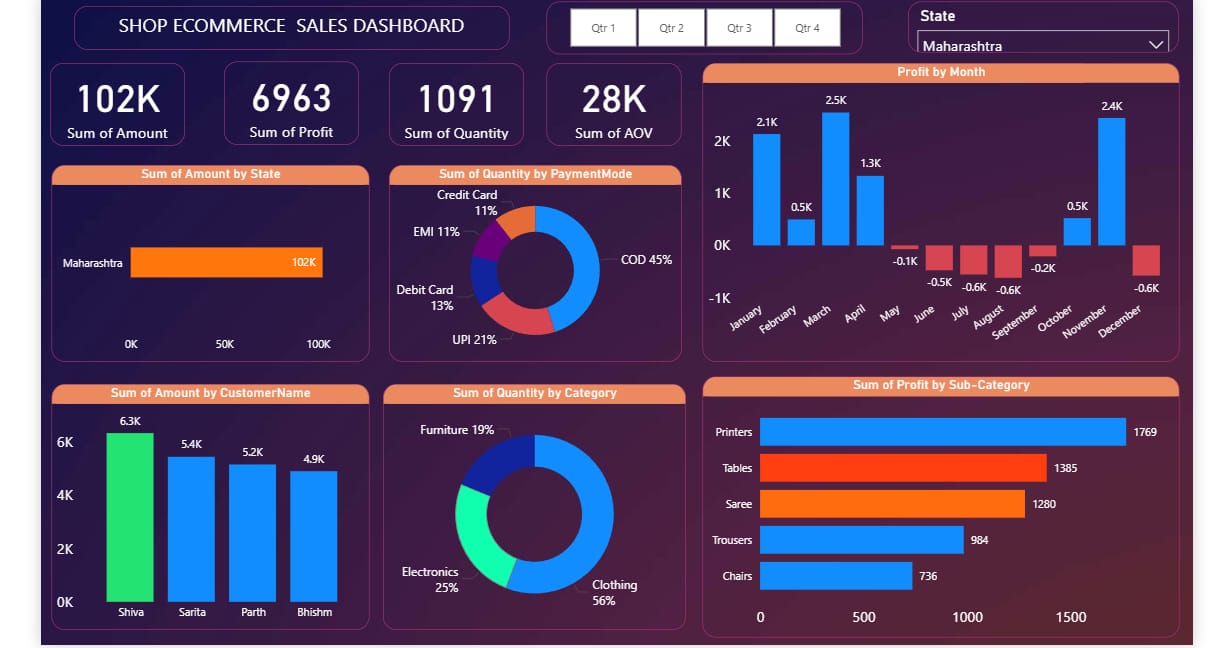 SHOP ECOMMERCE SALES DASHBOARD
Qtr 1
Qtr 2
Qtr 3
Qtr 4
State
Maharashtra
102K
Sum of Amount
6963
Sum of Profit
1091
Sum of Quantity
28K
Sum of AOV
Profit by Month
2K
1K
0K
-1K
2.1K
0.5K
2.5K
1.3K
-0.1K
-0.5K
-0.6K
-0.6K
-0.2K
0.5K
2.4K
-0.6K
January
February
March
April
May
June
July
August
September
October
November
December
Sum of Amount by State
Maharashtra
102K
0K
50K
100K
Sum of Quantity by PaymentMode
Credit Card
11%
EMI 11%
COD 45%
Debit Card
13%
UPI 21%
Sum of Amount by CustomerName
6K
4K
2K
0K
6.3K
5.4K
5.2K
4.9K
Shiva
Sarita
Parth
Bhishm
Sum of Quantity by Category
Furniture 19%
Electronics
25%
Clothing
56%
Sum of Profit by Sub-Category
Printers
1769
Tables
1385
Saree
1280
Trousers
984
Chairs
736
0
500
1000
1500